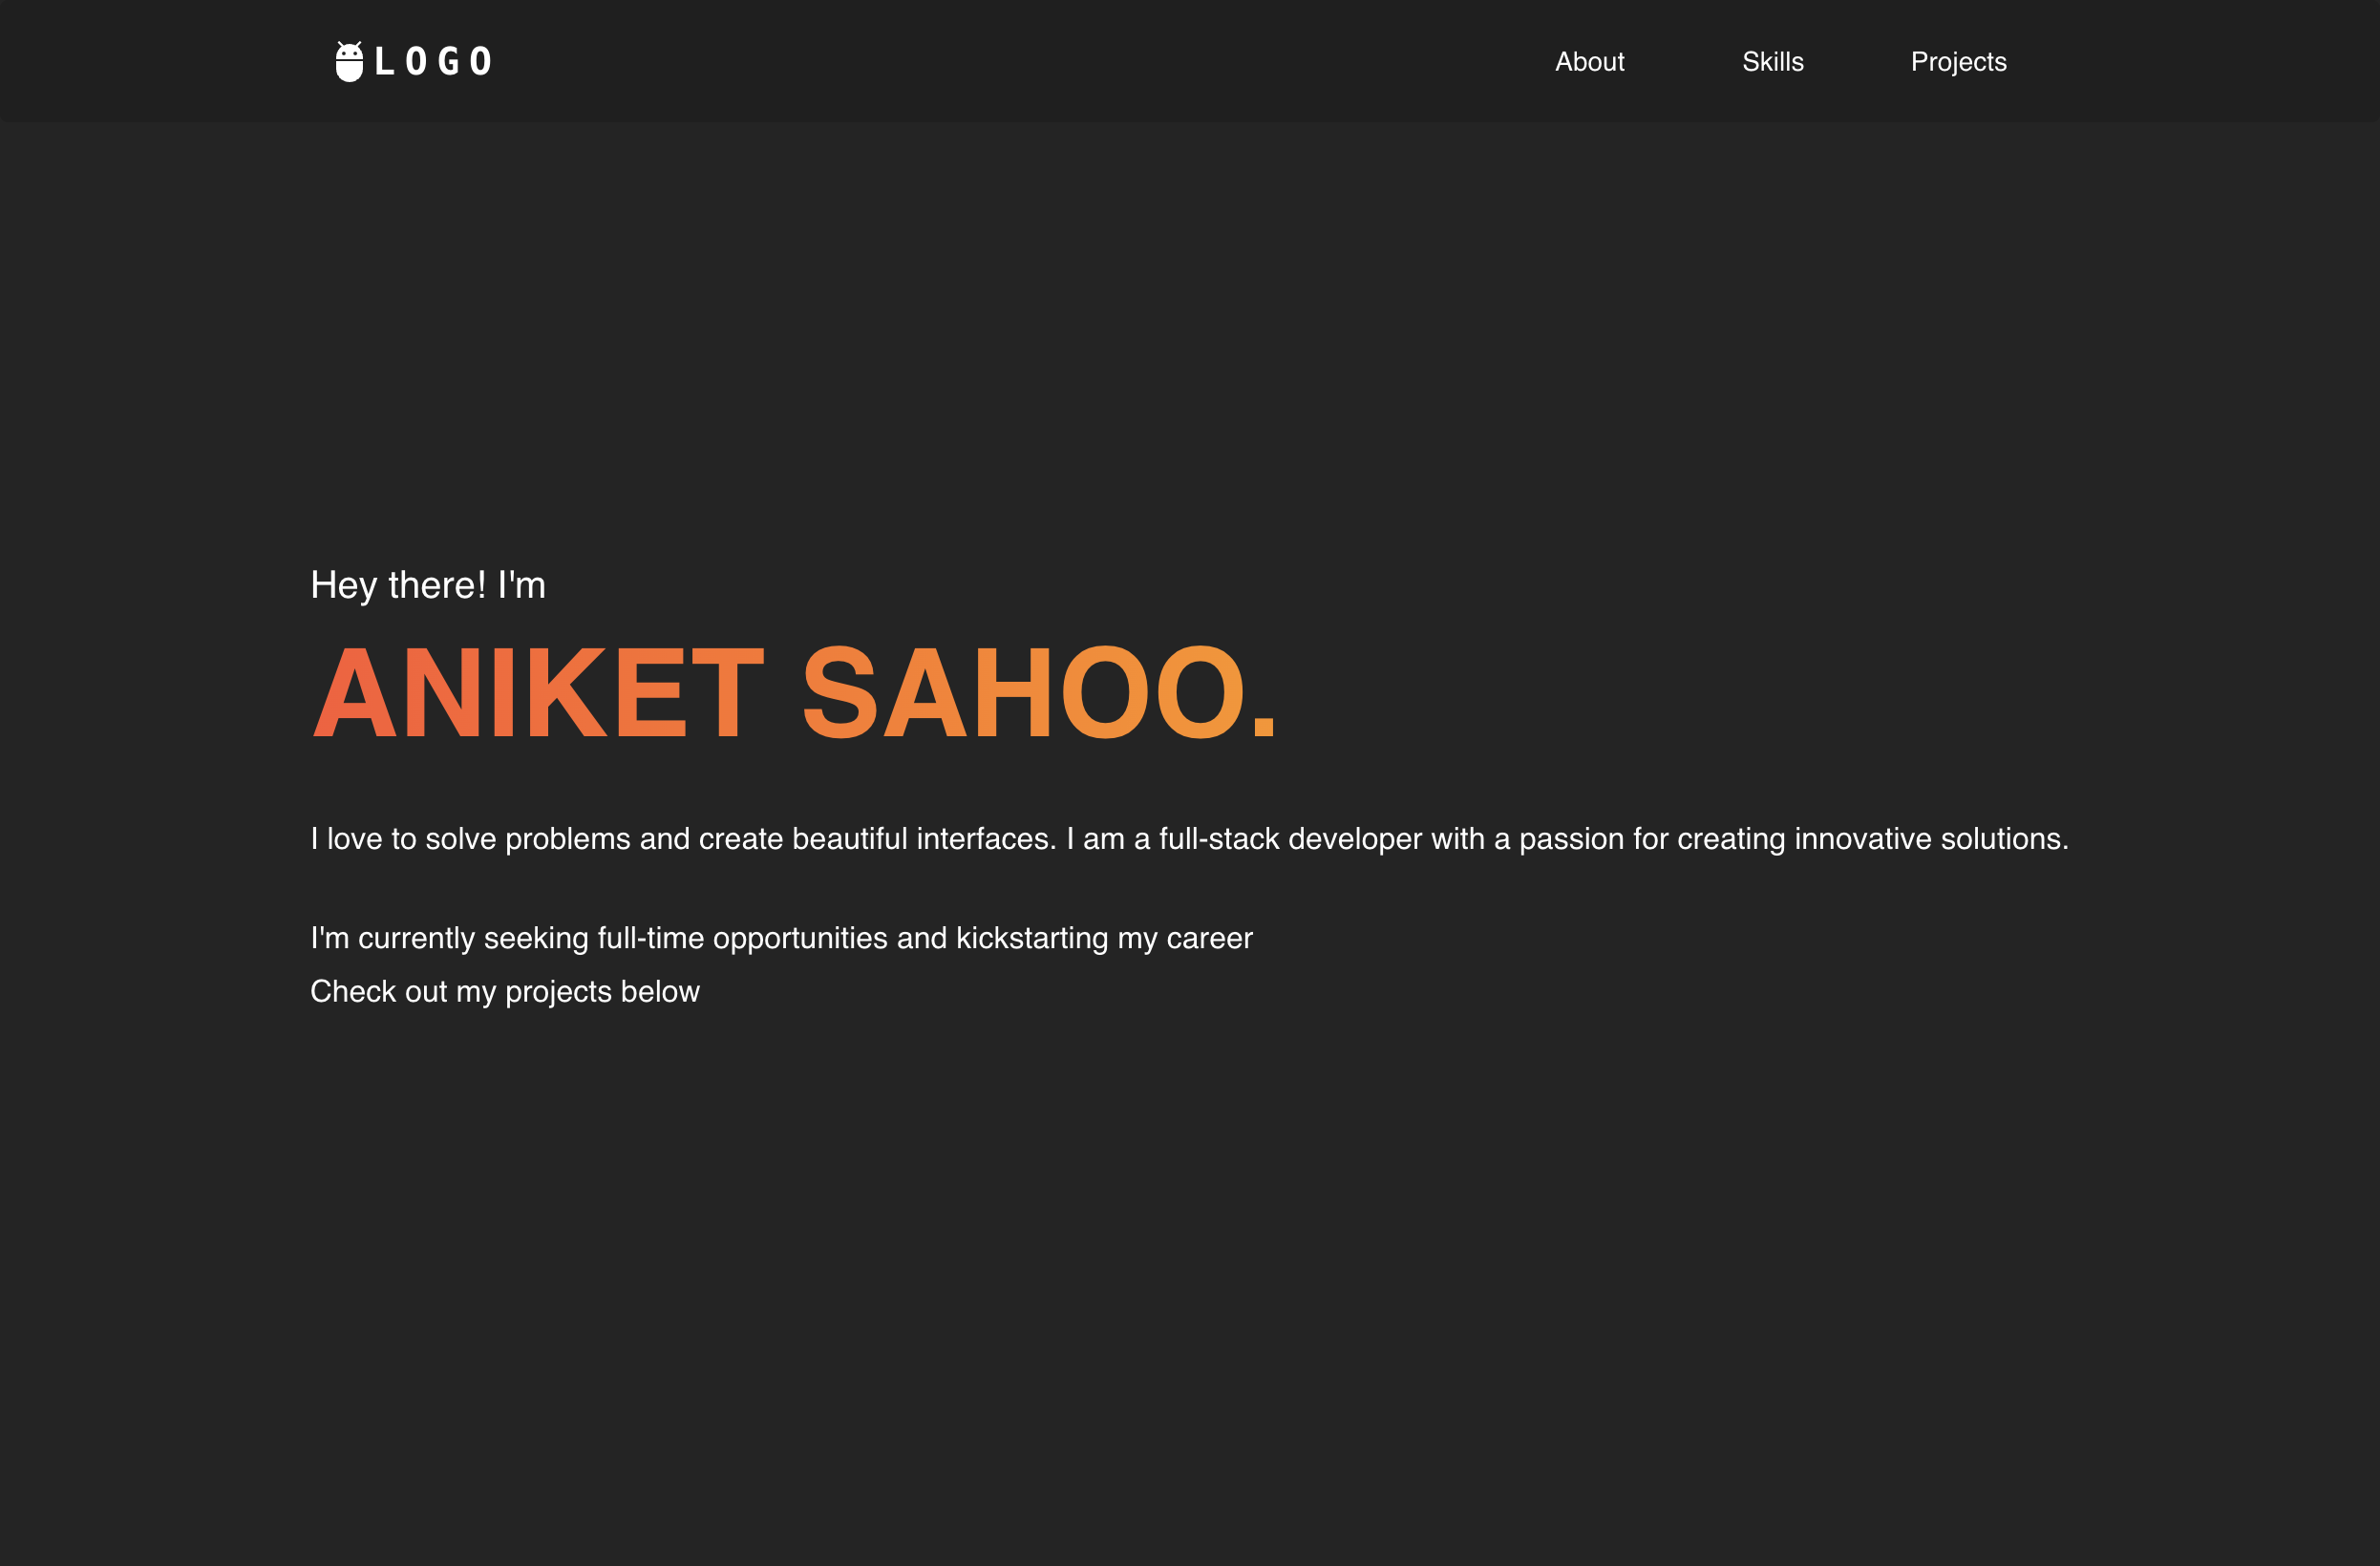 LOGO
About Skills Projects
Hey there! I'm
ANIKET SAHOO.
I love to solve problems and create beautiful interfaces. I am a full-stack developer with a passion for creating innovative solutions.
I'm currently seeking full-time opportunities and kickstarting my career
Check out my projects below